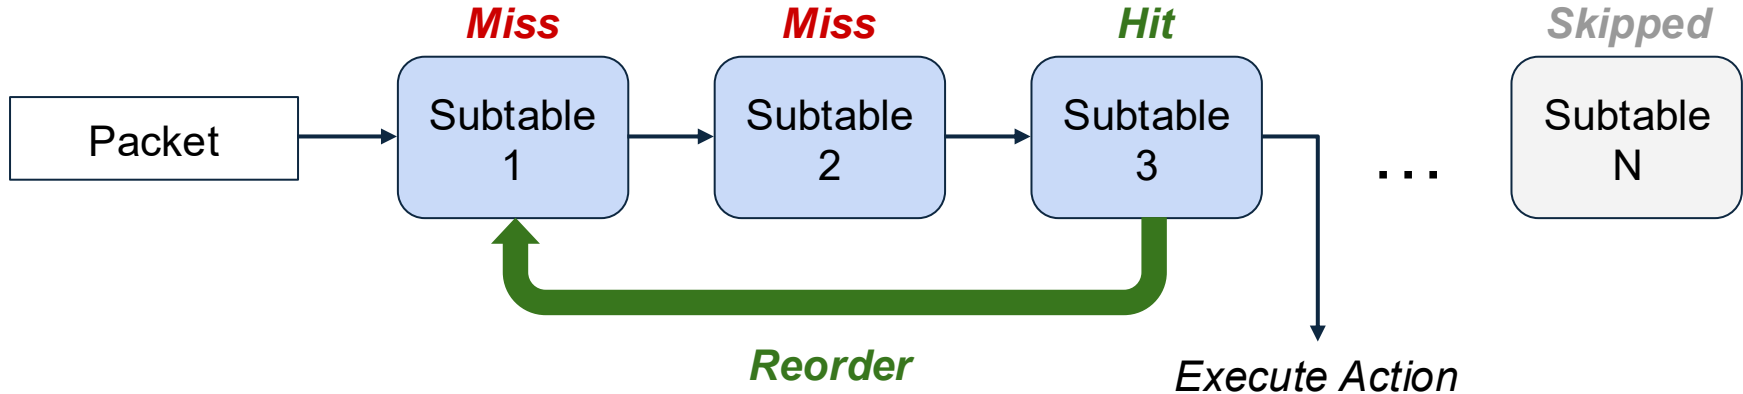 Miss
Miss
Hit
Skipped
Packet
Subtable
1
Subtable
2
Subtable
3
...
Subtable
N
Reorder
Execute Action